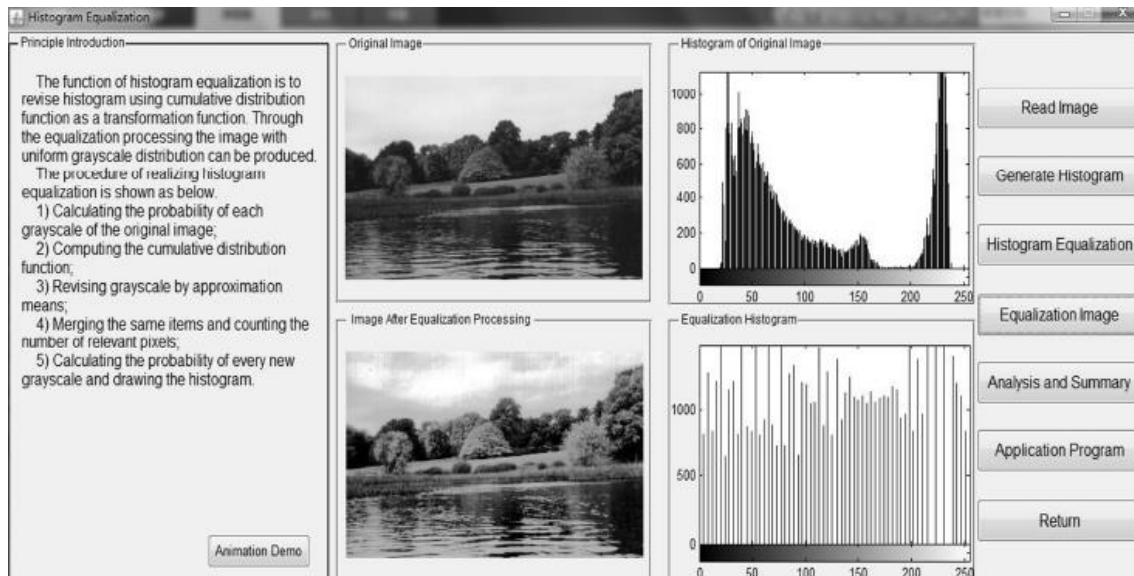 Histogram Equalization
Principle Introduction
The function of histogram equalization is to
revise histogram using cumulative distribution
function as a transformation function. Through
the equalization processing the image with
uniform grayscale distribution can be produced.
The procedure of realizing histogram
equalization is shown as below.
1) Calculating the probability of each
grayscale of the original image;
2) Computing the cumulative distribution
function;
3) Revising grayscale by approximation
means;
4) Merging the same items and counting the
number of relevant pixels;
5) Calculating the probability of every new
grayscale and drawing the histogram.
Animation Demo
Original Image
Image After Equalization Processing
Histogram of Original Image
1000
800
600
400
200
0
0 50 100 150 200 250
Equalization Histogram
1000
500
0
0 50 100 150 200 250
Read Image
Generate Histogram
Histogram Equalization
Equalization Image
Analysis and Summary
Application Program
Return